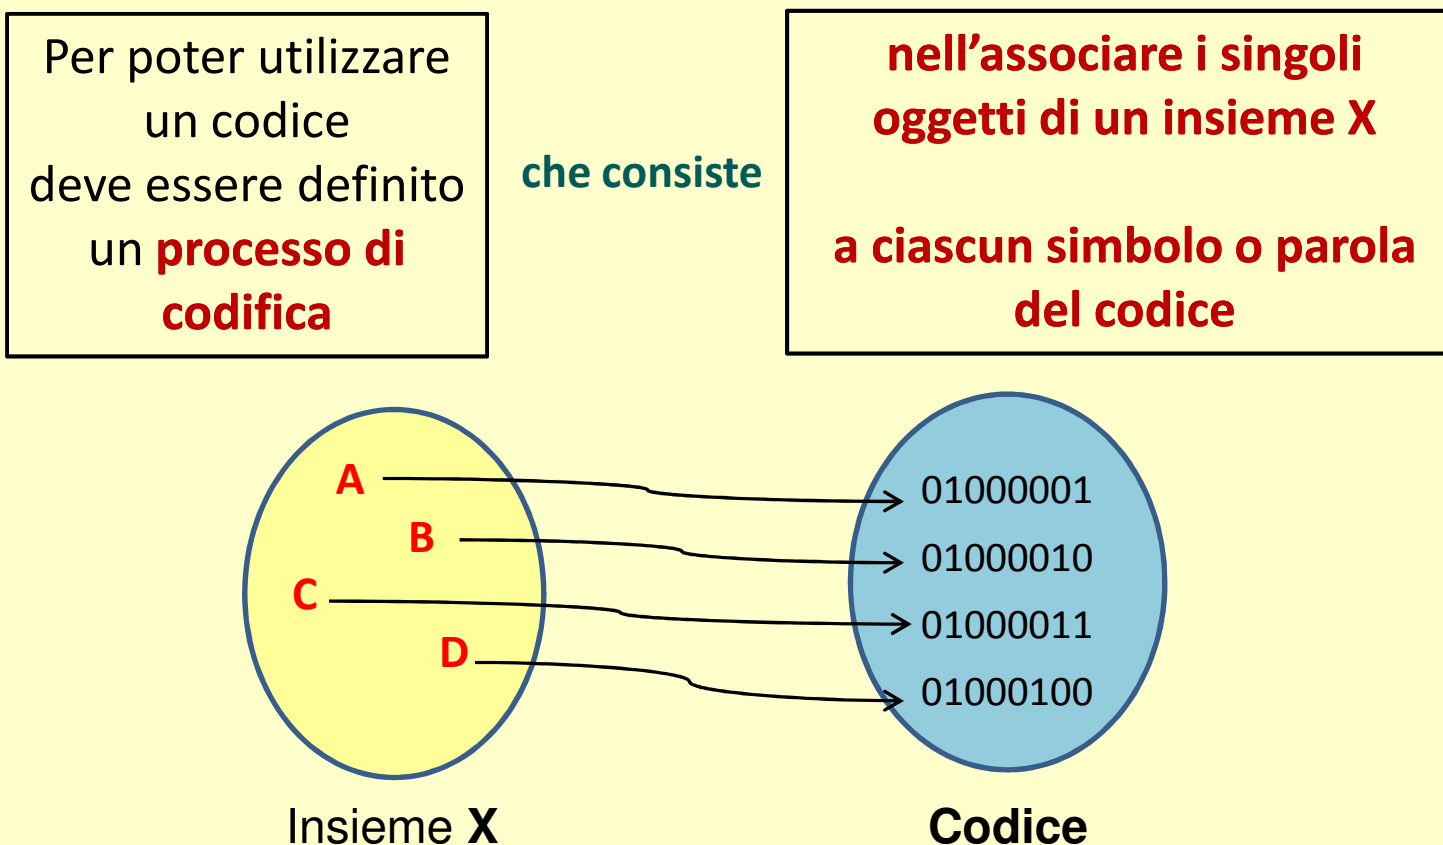 Per poter utilizzare
un codice
deve essere definito
un processo di
codifica
che consiste
nell’associare i singoli
oggetti di un insieme X
a ciascun simbolo o parola
del codice
A
B
C
D
01000001
01000010
01000011
01000100
Insieme X
Codice